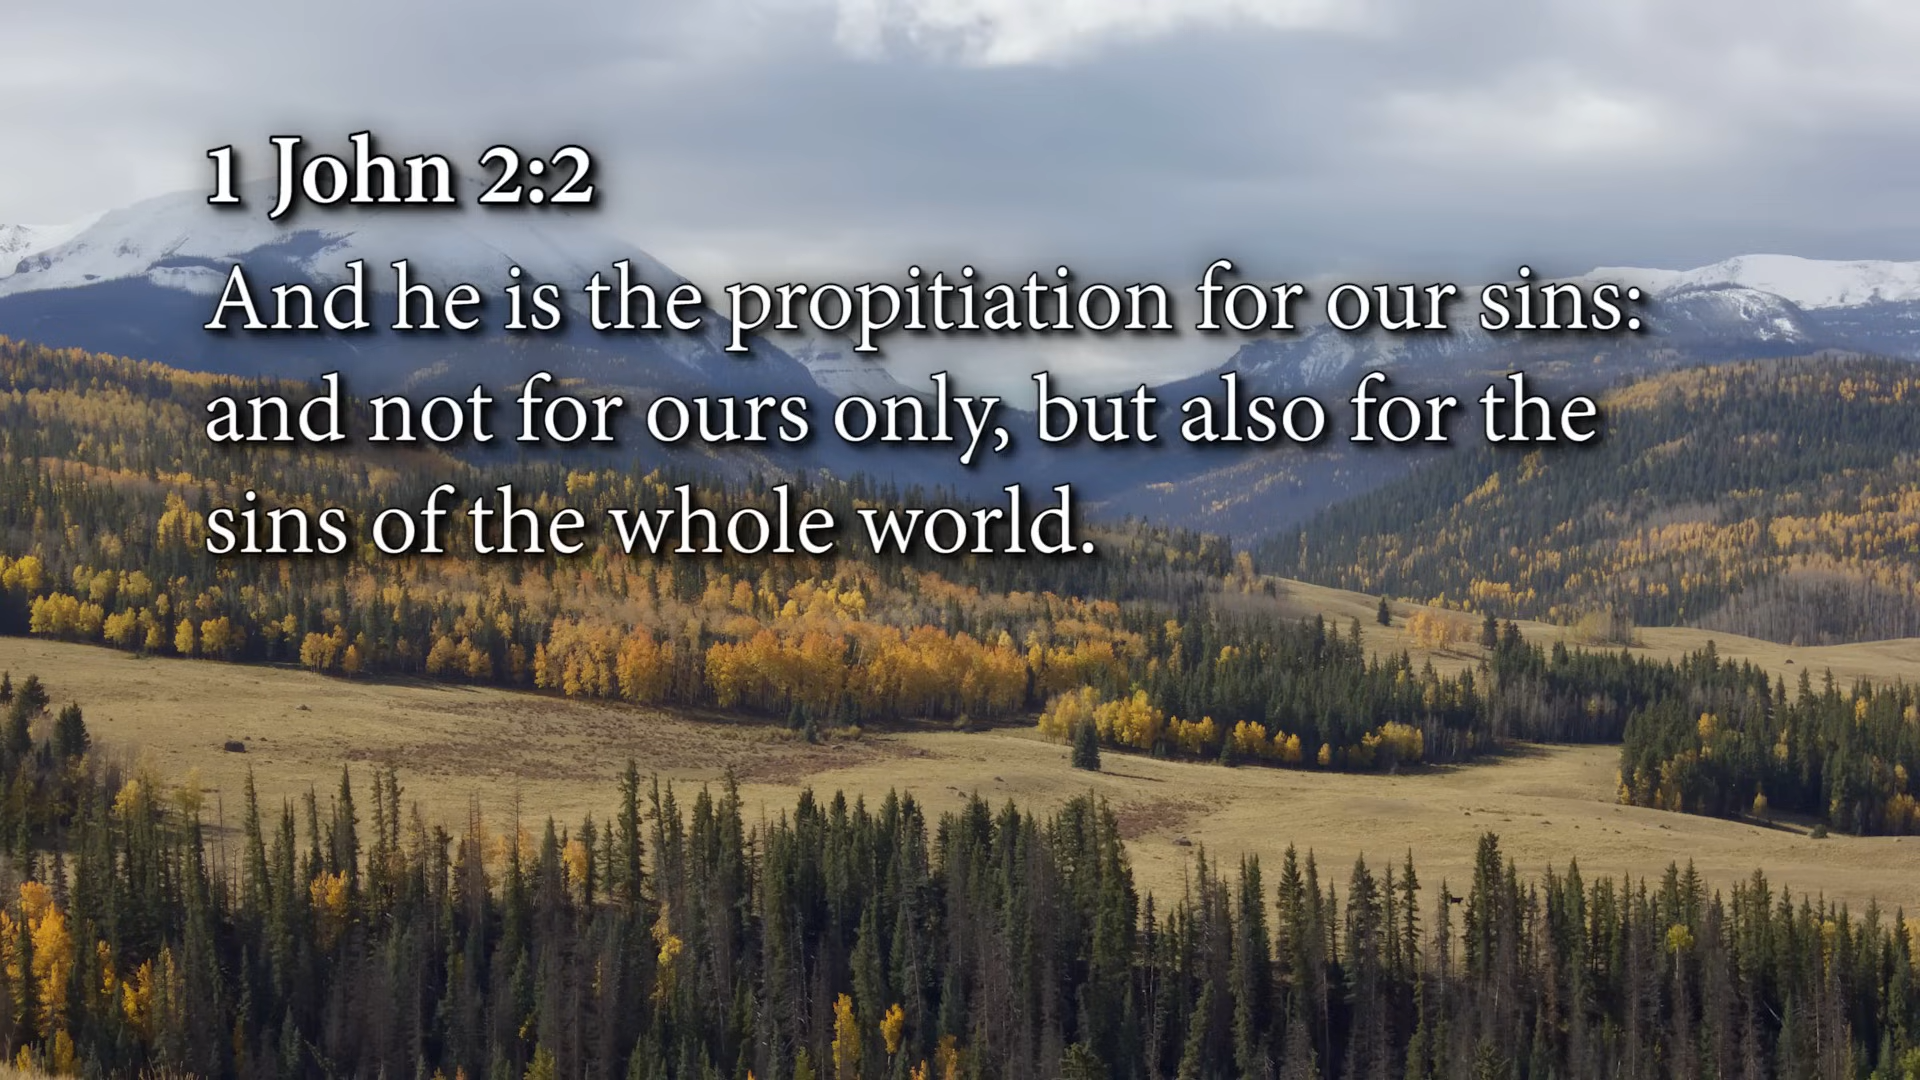 1 John 2:2
And he is the propitiation for our sins:
and not for ours only, but also for the
sins of the whole world.